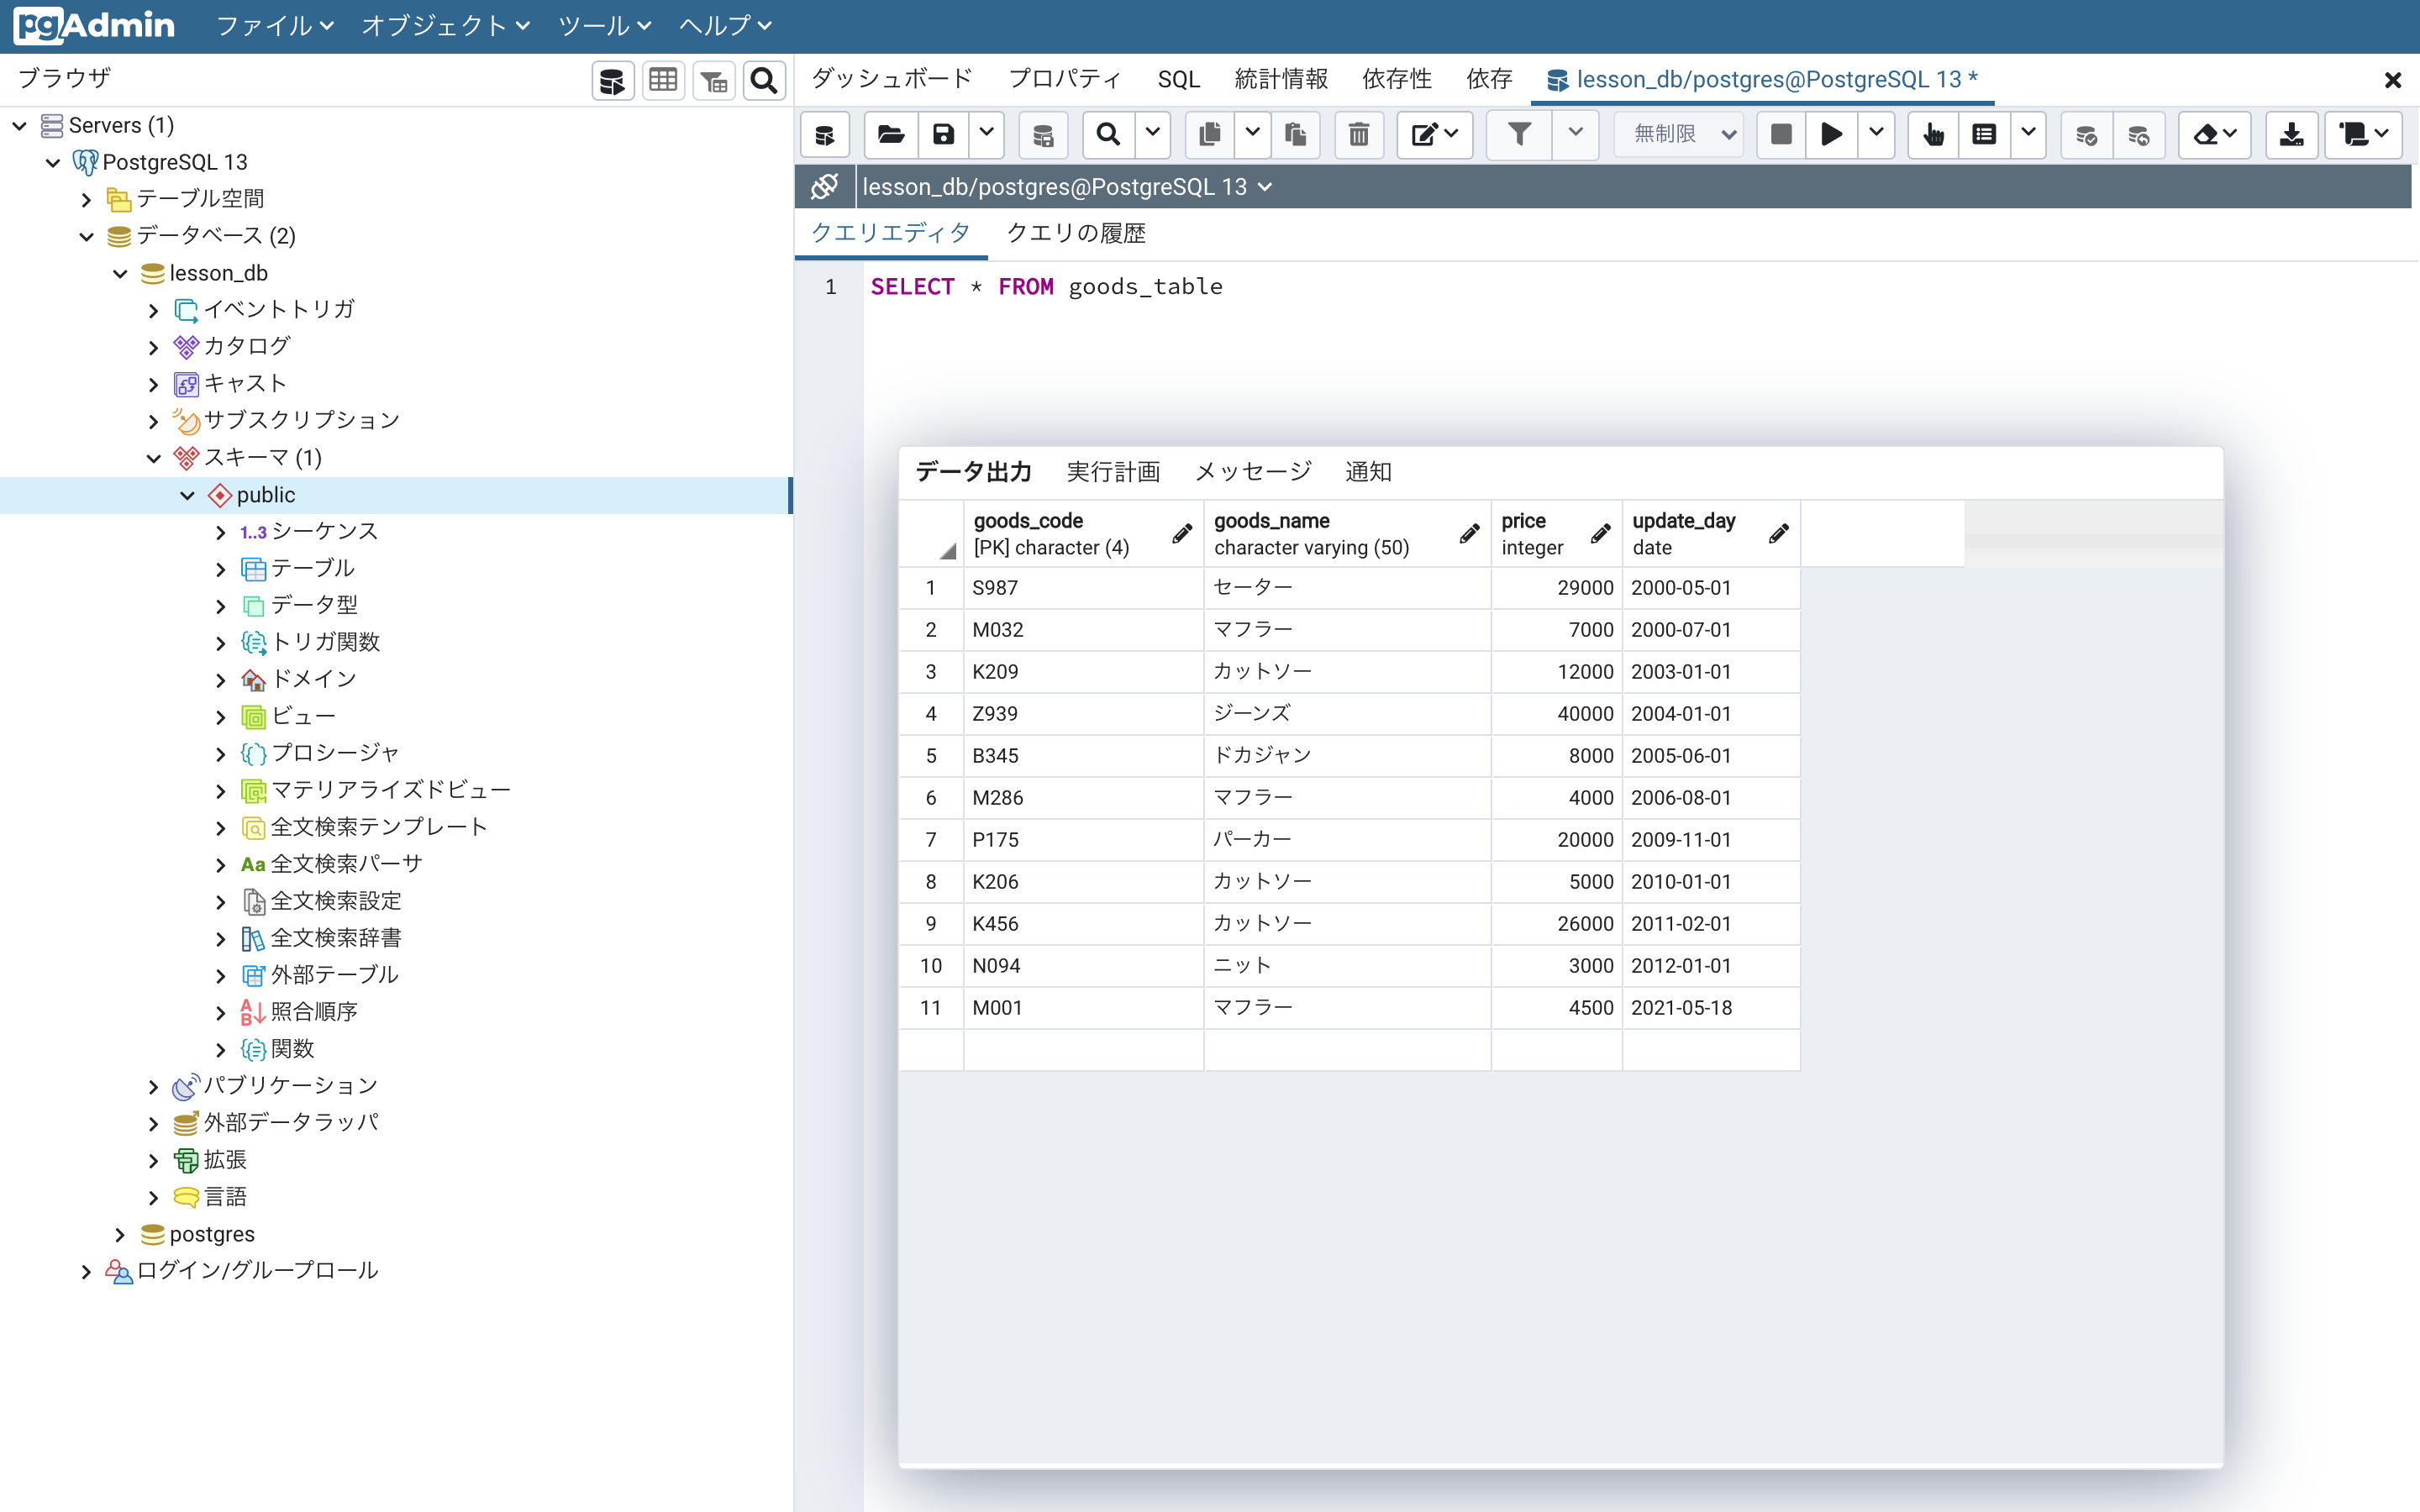 pgAdmin ファイル オブジェクト ツール ヘルプ
ブラウザ
Servers (1)
PostgreSQL 13
テーブル空間
データベース (2)
lesson_db
イベントトリガ
カタログ
キャスト
サブスクリプション
スキーマ (1)
public
1..3 シーケンス
テーブル
データ型
トリガ関数
ドメイン
ビュー
プロシージャ
マテリアライズドビュー
全文検索テンプレート
Aa 全文検索パーサ
全文検索設定
全文検索辞書
外部テーブル
AB 照合順序
関数
パブリケーション
外部データラッパ
拡張
言語
postgres
ログイン/グループロール
ダッシュボード プロパティ SQL 統計情報 依存性 依存 lesson_db/postgres@PostgreSQL 13 *
無制限
lesson_db/postgres@PostgreSQL 13
クエリエディタ クエリの履歴
1 SELECT * FROM goods_table
データ出力 実行計画 メッセージ 通知
goods_code goods_name price update_day
[PK] character (4) character varying (50) integer date
1 S987 セーター 29000 2000-05-01
2 M032 マフラー 7000 2000-07-01
3 K209 カットソー 12000 2003-01-01
4 Z939 ジーンズ 40000 2004-01-01
5 B345 ドカジャン 8000 2005-06-01
6 M286 マフラー 4000 2006-08-01
7 P175 パーカー 20000 2009-11-01
8 K206 カットソー 5000 2010-01-01
9 K456 カットソー 26000 2011-02-01
10 N094 ニット 3000 2012-01-01
11 M001 マフラー 4500 2021-05-18